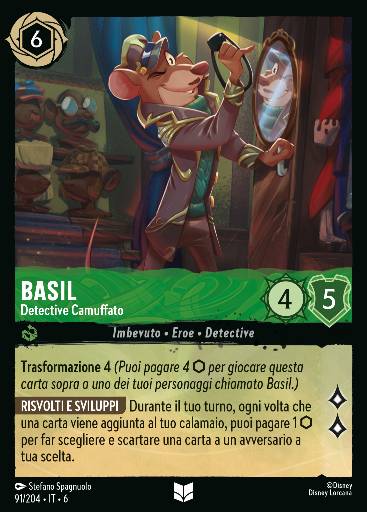 6
BASIL
Detective Camuffato
4
5
Imbevuto • Eroe • Detective
Trasformazione 4 (Puoi pagare 4 per giocare questa
carta sopra a uno dei tuoi personaggi chiamato Basil.)
RISVOLTI E SVILUPPI Durante il tuo turno, ogni volta che
una carta viene aggiunta al tuo calamaio, puoi pagare 1
per far scegliere e scartare una carta a un avversario a
tua scelta.
Stefano Spagnuolo
91/204 • IT • 6
©Disney
Disney Lorcana